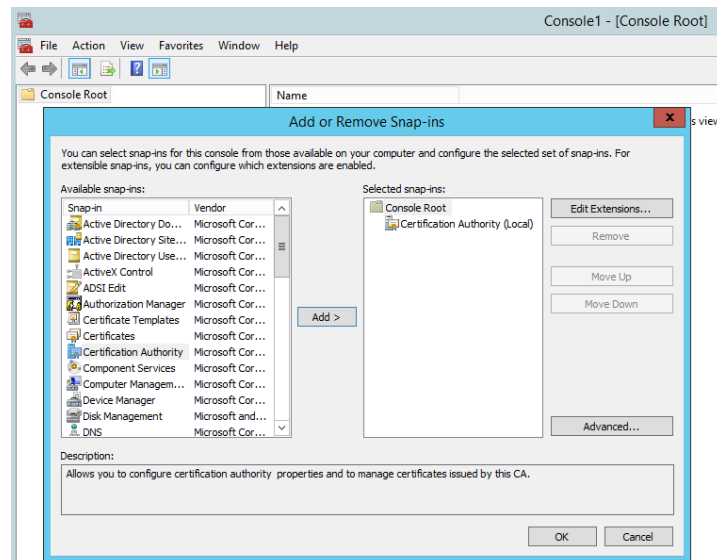 Console1 - [Console Root]
File Action View Favorites Window Help
Console Root
Name
Add or Remove Snap-ins
s view
You can select snap-ins for this console from those available on your computer and configure the selected set of snap-ins. For
extensible snap-ins, you can configure which extensions are enabled.
Available snap-ins:
Snap-in Vendor
Active Directory Do... Microsoft Cor...
Active Directory Site... Microsoft Cor...
Active Directory Use... Microsoft Cor...
ActiveX Control Microsoft Cor...
ADSI Edit Microsoft Cor...
Authorization Manager Microsoft Cor...
Certificate Templates Microsoft Cor...
Certificates Microsoft Cor...
Certification Authority Microsoft Cor...
Component Services Microsoft Cor...
Computer Managem... Microsoft Cor...
Device Manager Microsoft Cor...
Disk Management Microsoft and...
DNS Microsoft Cor...
Add >
Selected snap-ins:
Console Root
Certification Authority (Local)
Edit Extensions...
Remove
Move Up
Move Down
Advanced...
Description:
Allows you to configure certification authority properties and to manage certificates issued by this CA.
OK Cancel